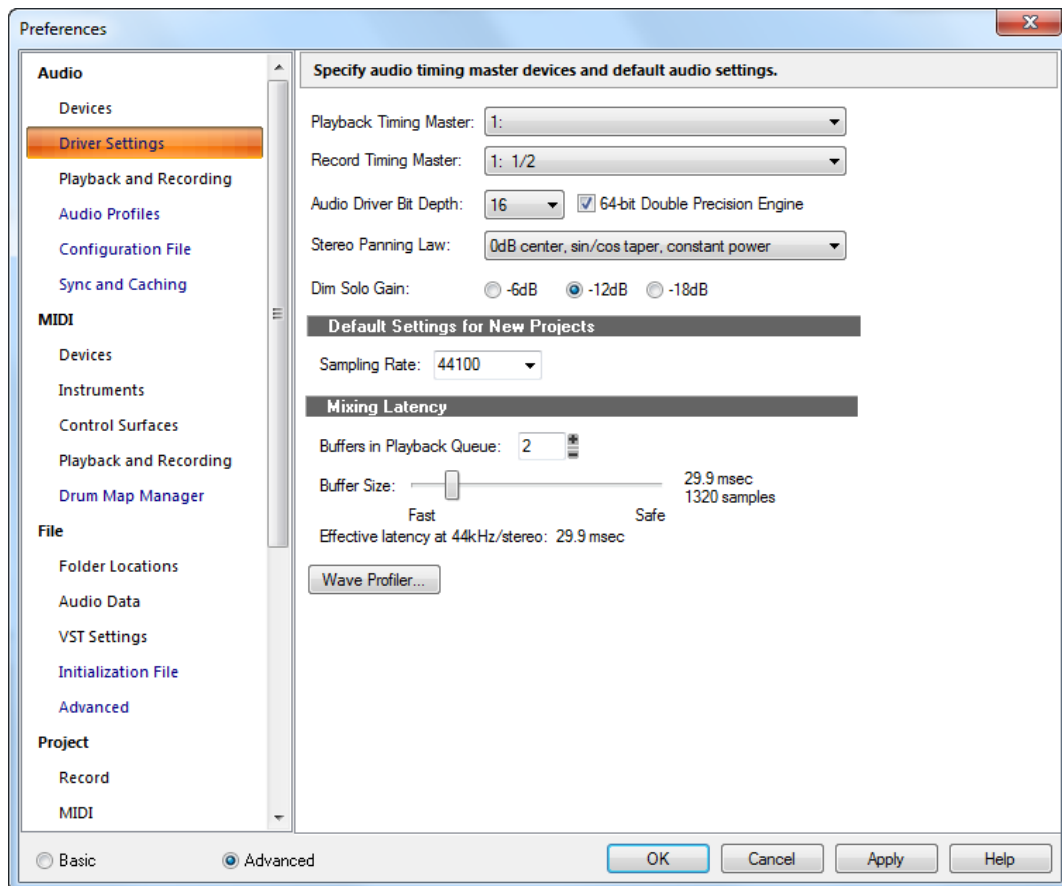 Preferences
Audio
Devices
Driver Settings
Playback and Recording
Audio Profiles
Configuration File
Sync and Caching
MIDI
Devices
Instruments
Control Surfaces
Playback and Recording
Drum Map Manager
File
Folder Locations
Audio Data
VST Settings
Initialization File
Advanced
Project
Record
MIDI
Specify audio timing master devices and default audio settings.
Playback Timing Master: 1:
Record Timing Master: 1: 1/2
Audio Driver Bit Depth: 16 64-bit Double Precision Engine
Stereo Panning Law: 0dB center, sin/cos taper, constant power
Dim Solo Gain: -6dB -12dB -18dB
Default Settings for New Projects
Sampling Rate: 44100
Mixing Latency
Buffers in Playback Queue: 2
Buffer Size: 29.9 msec
1320 samples
Fast Safe
Effective latency at 44kHz/stereo: 29.9 msec
Wave Profiler...
Basic Advanced OK Cancel Apply Help